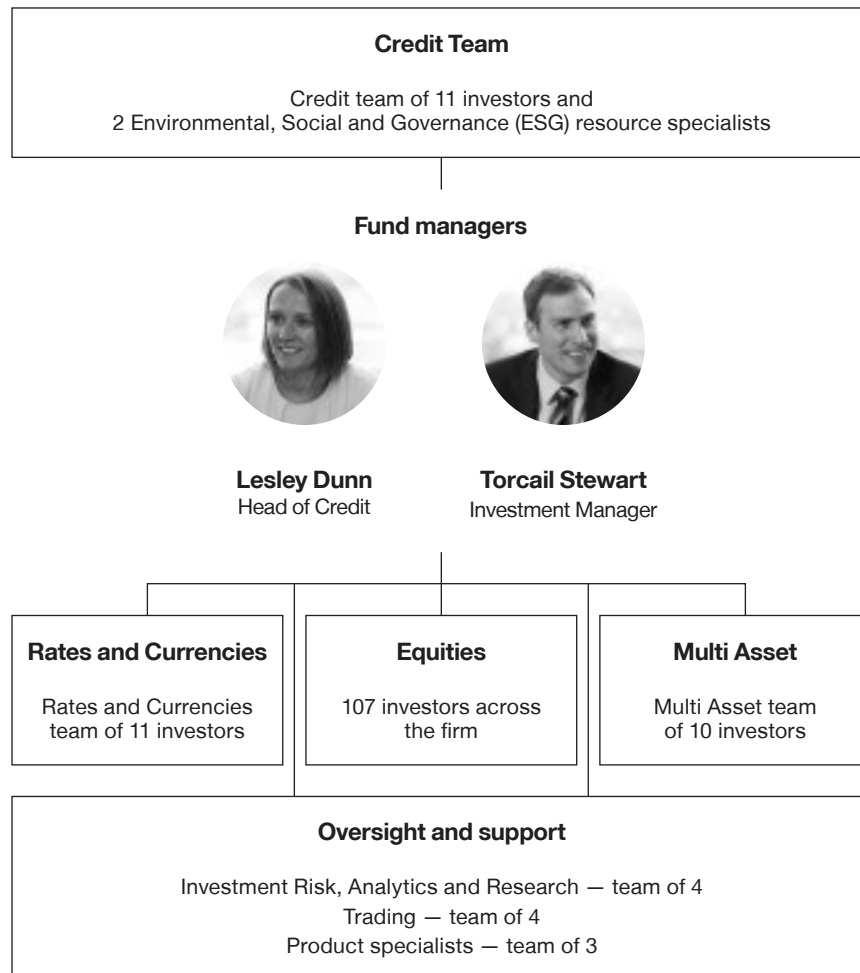 Credit Team
Credit team of 11 investors and
2 Environmental, Social and Governance (ESG) resource specialists
Fund managers
Lesley Dunn
Head of Credit
Torcail Stewart
Investment Manager
Rates and Currencies
Rates and Currencies
team of 11 investors
Equities
107 investors across
the firm
Multi Asset
Multi Asset team
of 10 investors
Oversight and support
Investment Risk, Analytics and Research — team of 4
Trading — team of 4
Product specialists — team of 3